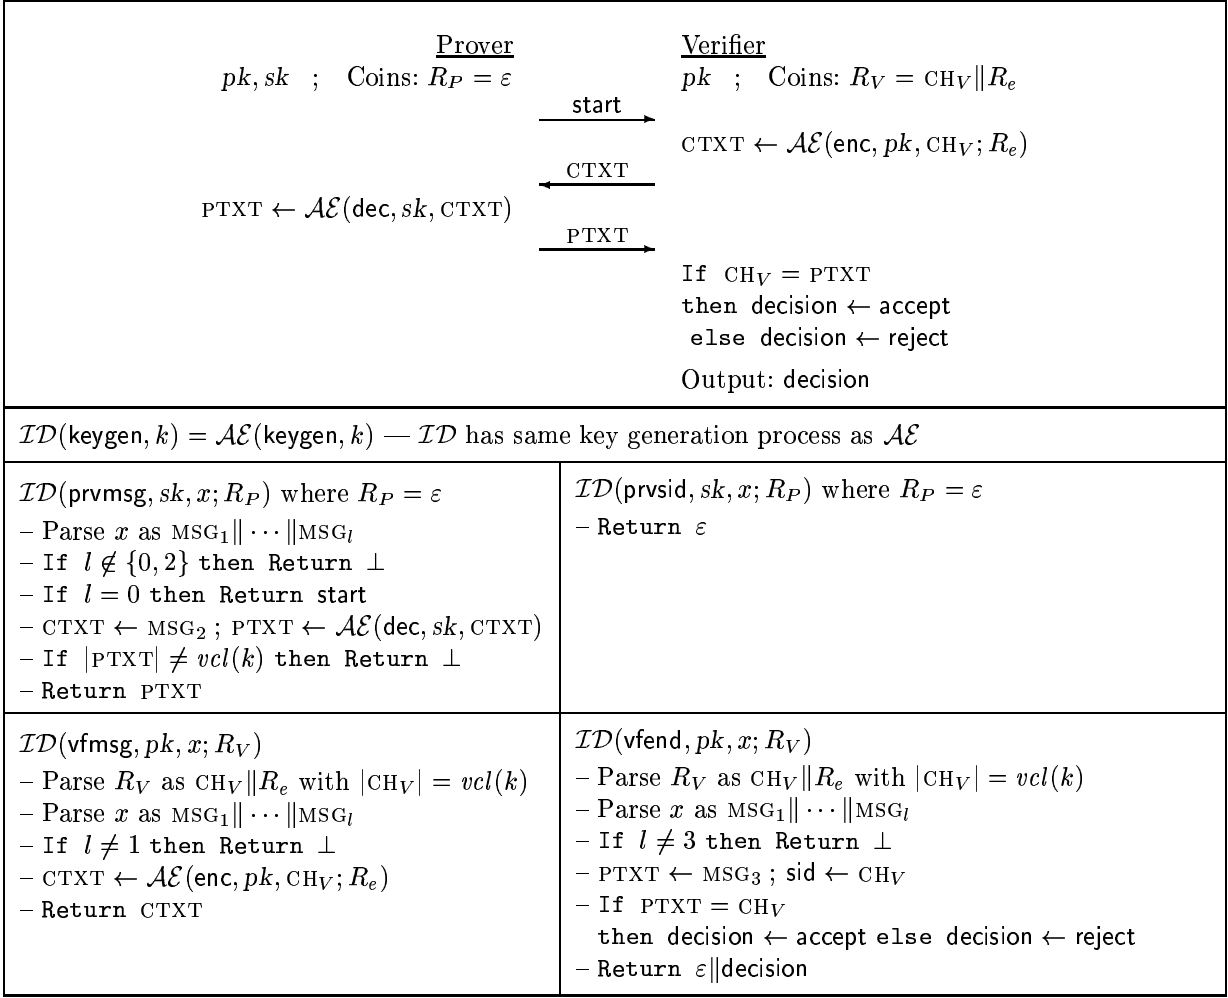 Prover
pk, sk ; Coins: R_P = ε
Verifier
pk ; Coins: R_V = CH_V∥R_e
start
CTXT ← 𝒜ℰ(enc, pk, CH_V; R_e)
CTXT
PTXT ← 𝒜ℰ(dec, sk, CTXT)
PTXT
If CH_V = PTXT
then decision ← accept
else decision ← reject
Output: decision
ℐ𝒟(keygen, k) = 𝒜ℰ(keygen, k) — ℐ𝒟 has same key generation process as 𝒜ℰ
ℐ𝒟(prvmsg, sk, x; R_P) where R_P = ε
– Parse x as MSG_1∥ ··· ∥MSG_l
– If l ∉ {0, 2} then Return ⊥
– If l = 0 then Return start
– CTXT ← MSG_2 ; PTXT ← 𝒜ℰ(dec, sk, CTXT)
– If |PTXT| ≠ vcl(k) then Return ⊥
– Return PTXT
ℐ𝒟(prvsid, sk, x; R_P) where R_P = ε
– Return ε
ℐ𝒟(vfmsg, pk, x; R_V)
– Parse R_V as CH_V∥R_e with |CH_V| = vcl(k)
– Parse x as MSG_1∥ ··· ∥MSG_l
– If l ≠ 1 then Return ⊥
– CTXT ← 𝒜ℰ(enc, pk, CH_V; R_e)
– Return CTXT
ℐ𝒟(vfend, pk, x; R_V)
– Parse R_V as CH_V∥R_e with |CH_V| = vcl(k)
– Parse x as MSG_1∥ ··· ∥MSG_l
– If l ≠ 3 then Return ⊥
– PTXT ← MSG_3 ; sid ← CH_V
– If PTXT = CH_V
then decision ← accept else decision ← reject
– Return ε∥decision